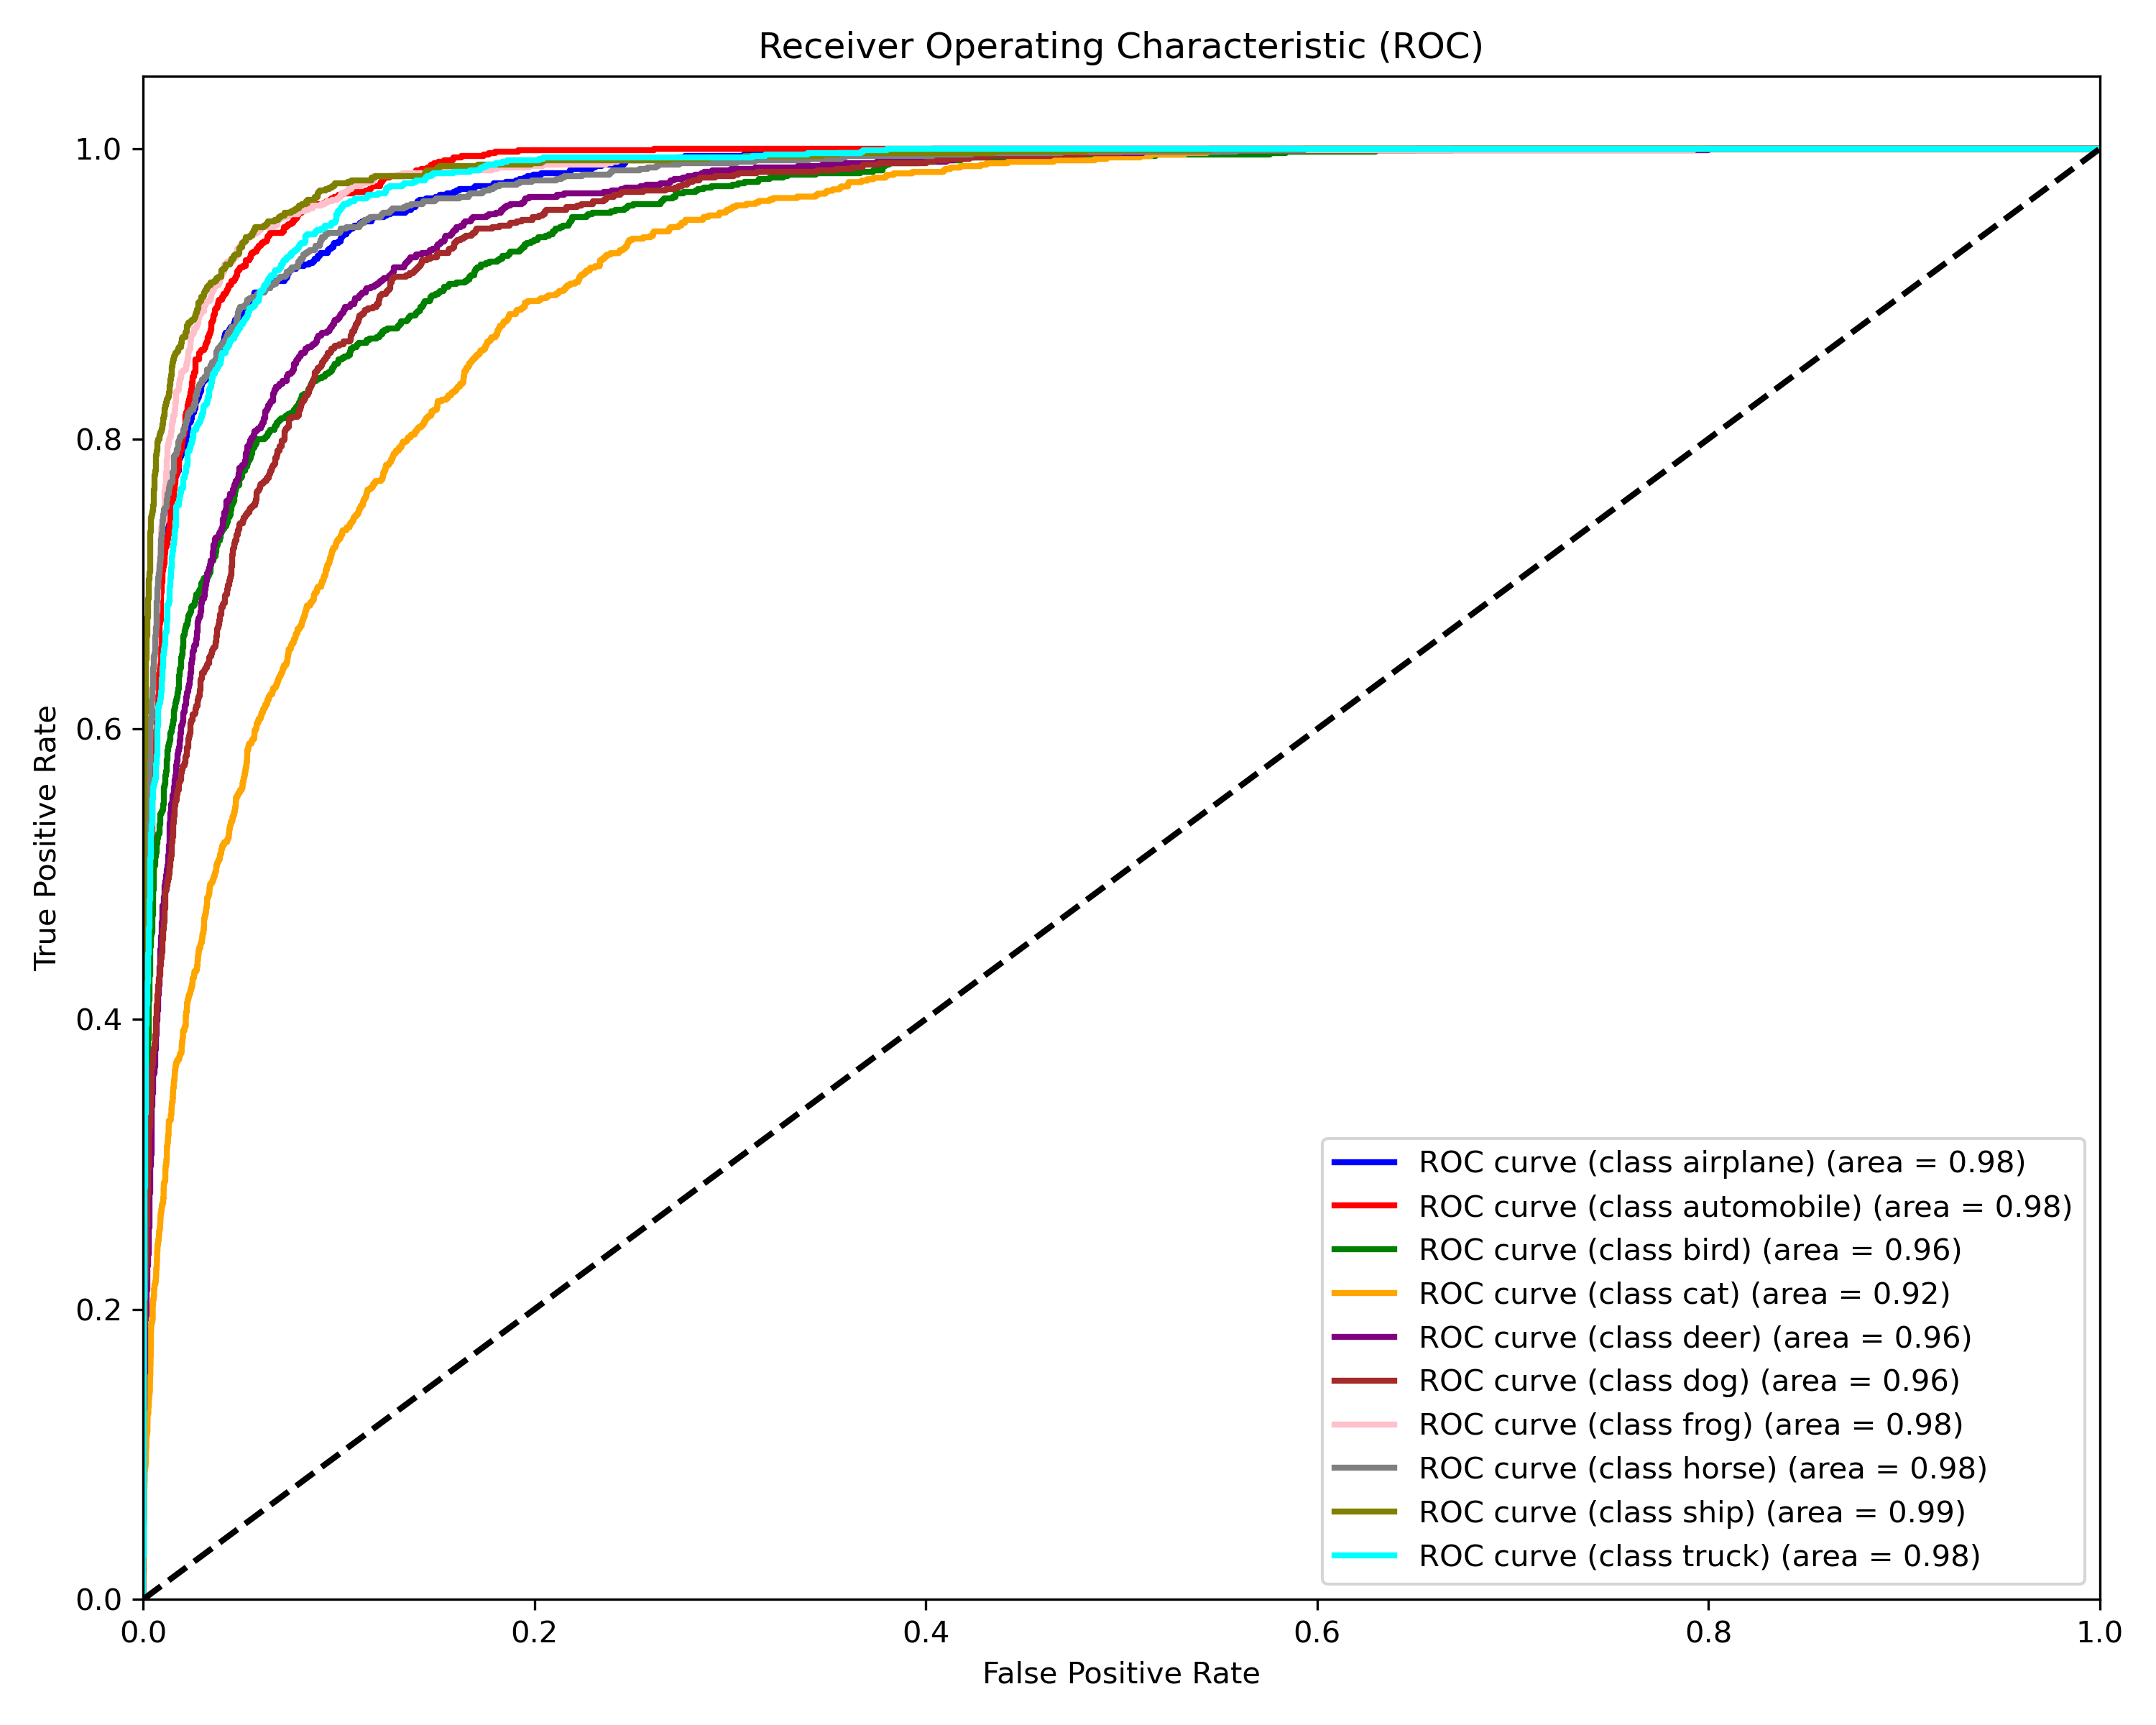 Receiver Operating Characteristic (ROC)
1.0
0.8
0.6
0.4
0.2
0.0
True Positive Rate
ROC curve (class airplane) (area = 0.98)
ROC curve (class automobile) (area = 0.98)
ROC curve (class bird) (area = 0.96)
ROC curve (class cat) (area = 0.92)
ROC curve (class deer) (area = 0.96)
ROC curve (class dog) (area = 0.96)
ROC curve (class frog) (area = 0.98)
ROC curve (class horse) (area = 0.98)
ROC curve (class ship) (area = 0.99)
ROC curve (class truck) (area = 0.98)
0.0 0.2 0.4 0.6 0.8 1.0
False Positive Rate